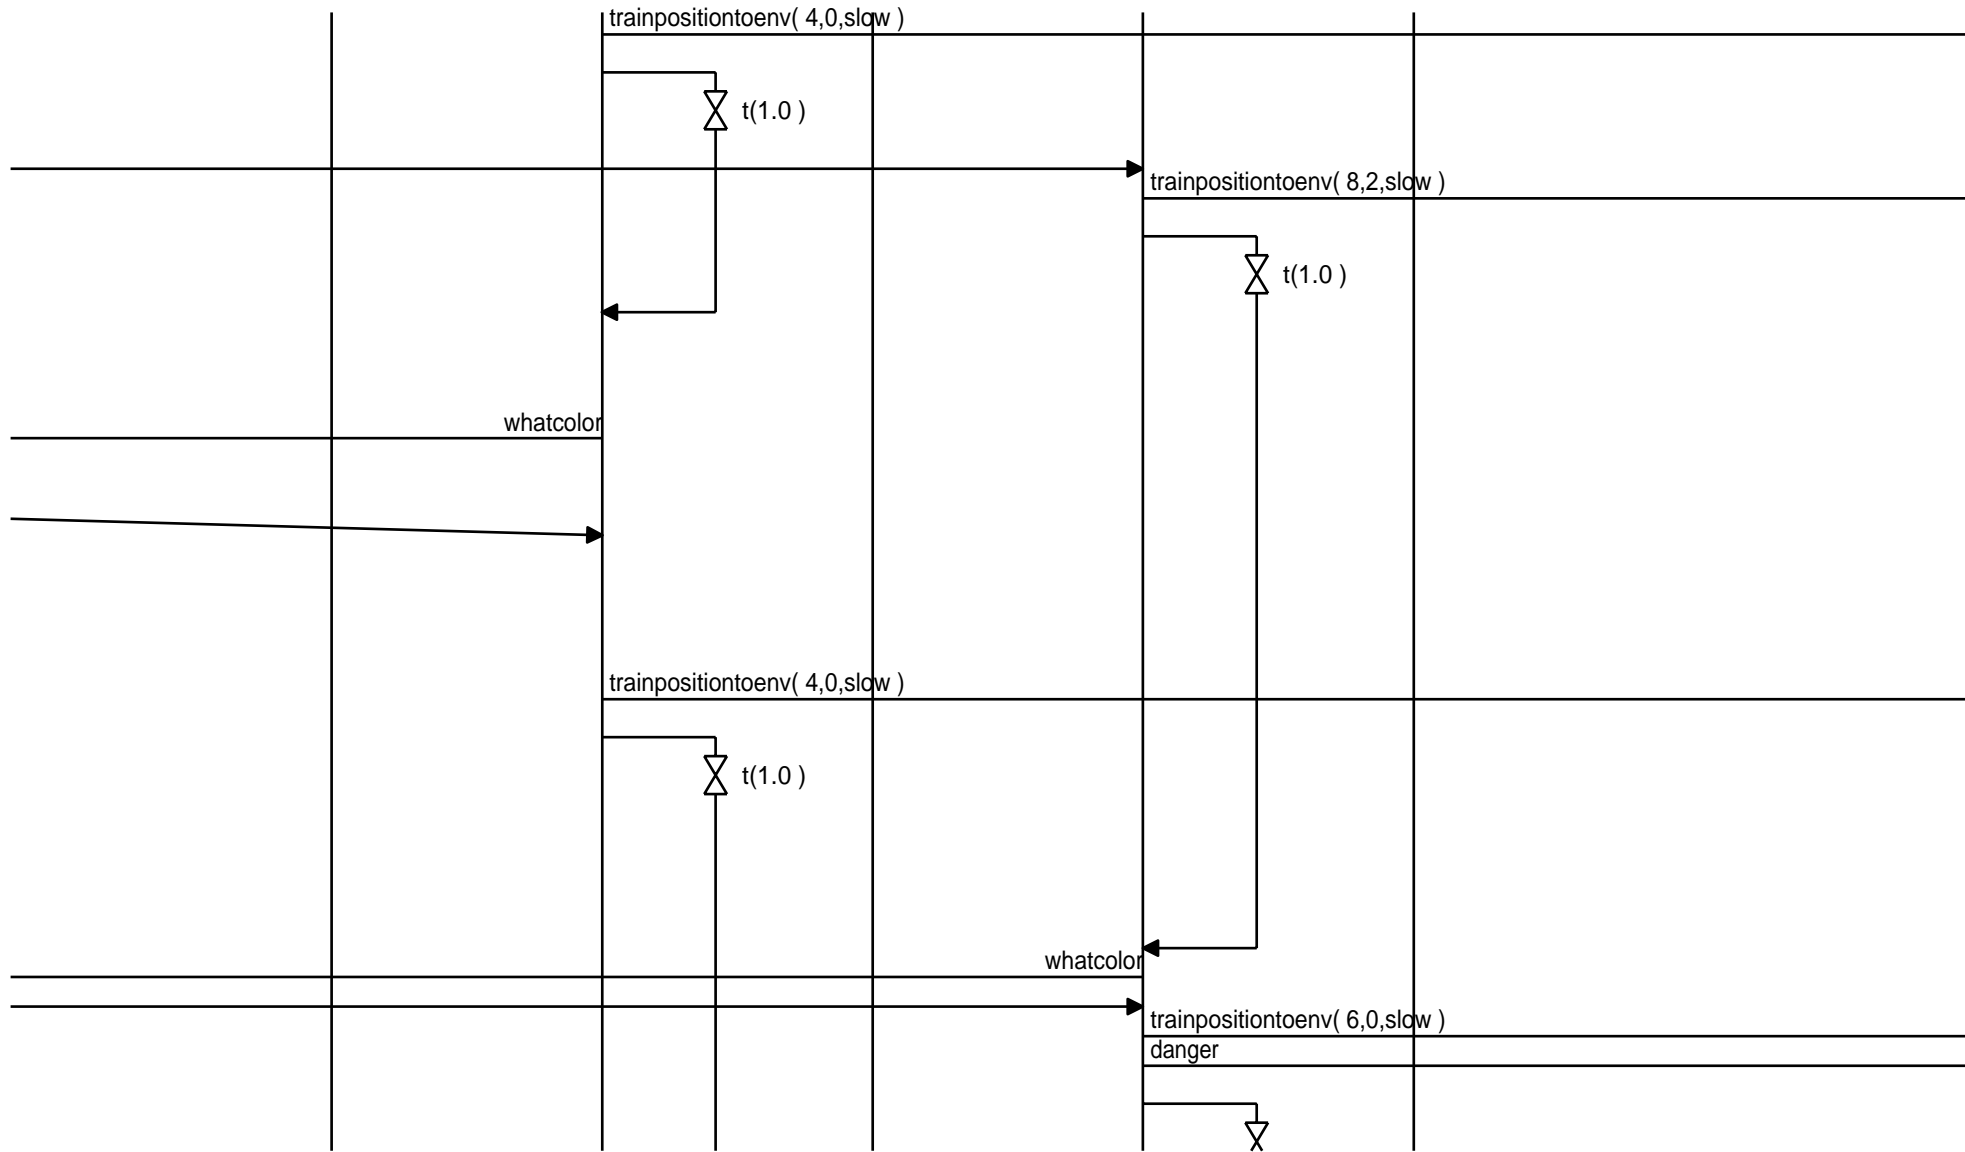 trainpositiontoenv( 4,0,slow )
t(1.0 )
trainpositiontoenv( 8,2,slow )
t(1.0 )
whatcolor
trainpositiontoenv( 4,0,slow )
t(1.0 )
whatcolor
trainpositiontoenv( 6,0,slow )
danger